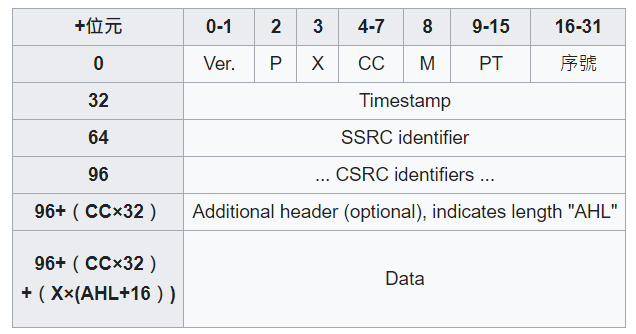 +位元 0-1 2 3 4-7 8 9-15 16-31
0 Ver. P X CC M PT 序號
32 Timestamp
64 SSRC identifier
96 ... CSRC identifiers ...
96+（CC×32） Additional header (optional), indicates length "AHL"
96+（CC×32）
+（X×(AHL+16）) Data